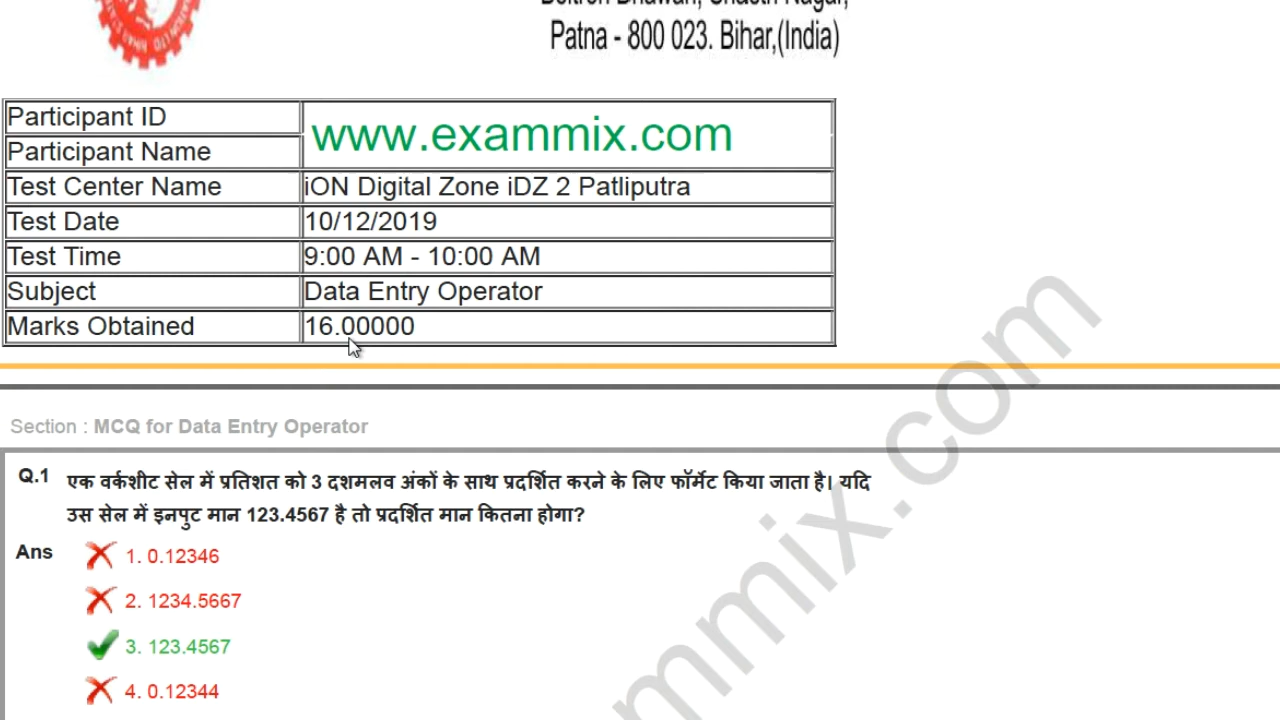 Patna - 800 023. Bihar,(India)
Participant ID
www.exammix.com
Participant Name
Test Center Name iON Digital Zone iDZ 2 Patliputra
Test Date 10/12/2019
Test Time 9:00 AM - 10:00 AM
Subject Data Entry Operator
Marks Obtained 16.00000
Section : MCQ for Data Entry Operator
Q.1 एक वर्कशीट सेल में प्रतिशत को 3 दशमलव अंकों के साथ प्रदर्शित करने के लिए फॉर्मेट किया जाता है। यदि
उस सेल में इनपुट मान 123.4567 है तो प्रदर्शित मान कितना होगा?
Ans 1. 0.12346
2. 1234.5667
3. 123.4567
4. 0.12344
mmix.com